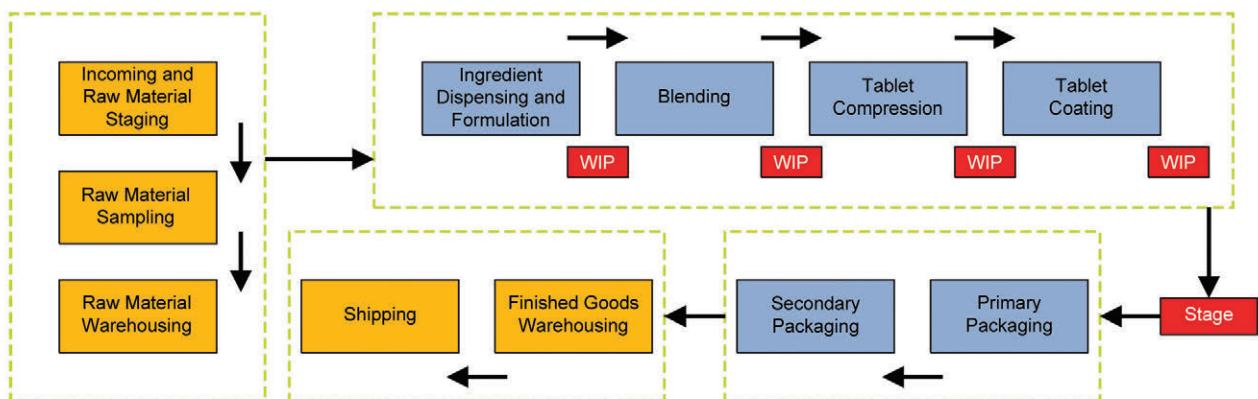 Incoming and
Raw Material
Staging
Raw Material
Sampling
Raw Material
Warehousing
Ingredient
Dispensing and
Formulation
Blending
Tablet
Compression
Tablet
Coating
WIP
WIP
WIP
WIP
Shipping
Finished Goods
Warehousing
Secondary
Packaging
Primary
Packaging
Stage